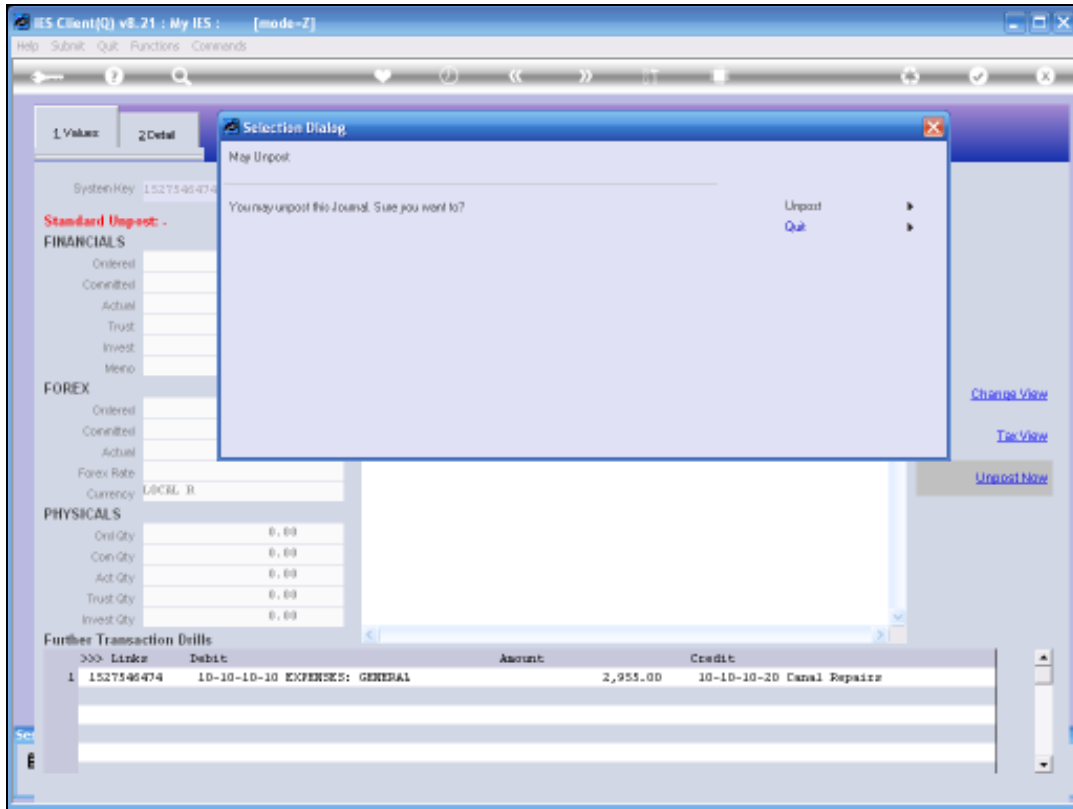 IES Client(Q) v8.21 : My IES : [mode=Z]
Help Submit Quit Functions Commands
1 Values 2 Detail
Selection Dialog
May Unpost
You may unpost this Journal. Sure you want to?
Unpost
Quit
System Key 1527546474
Standard Unpost: -
FINANCIALS
Ordered
Committed
Actual
Trust
Invest
Memo
FOREX
Ordered
Committed
Actual
Forex Rate
Currency LOCAL R
Change View
Tax View
Unpost Now
PHYSICALS
Ord Qty 0.00
Com Qty 0.00
Act Qty 0.00
Trust Qty 0.00
Invest Qty 0.00
Further Transaction Drills
>>> Links Debit Amount Credit
1 1527546474 10-10-10-10 EXPENSES: GENERAL 2,955.00 10-10-10-20 Canal Repairs